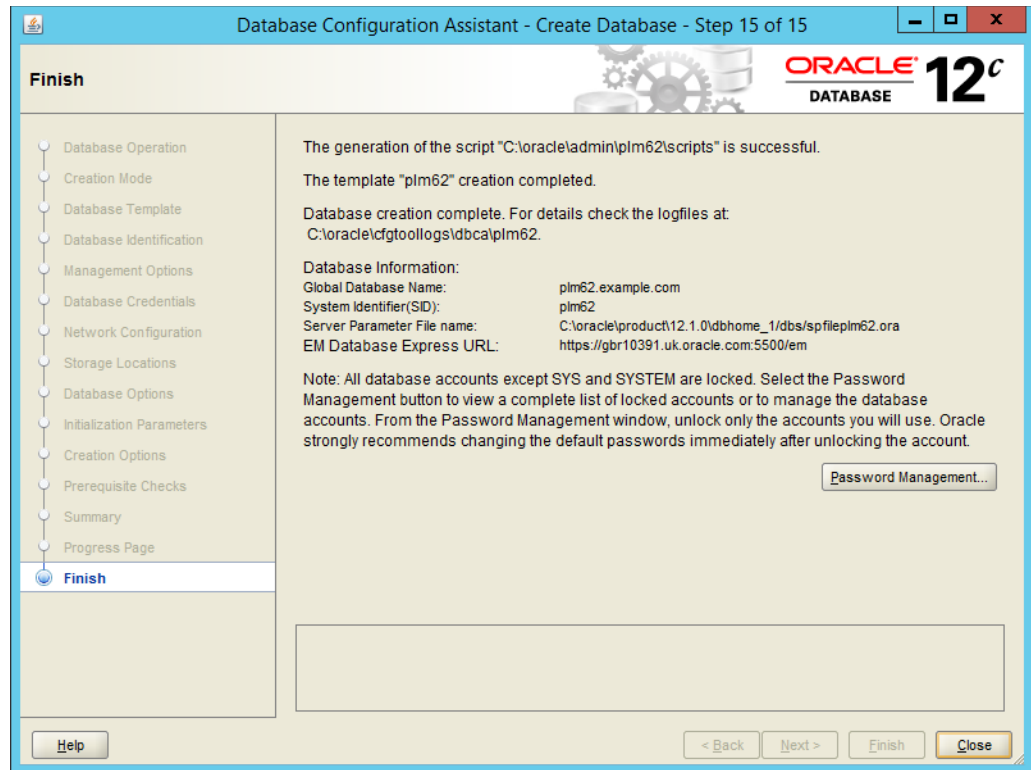 Database Configuration Assistant - Create Database - Step 15 of 15
Finish
ORACLE
DATABASE
12c
Database Operation
Creation Mode
Database Template
Database Identification
Management Options
Database Credentials
Network Configuration
Storage Locations
Database Options
Initialization Parameters
Creation Options
Prerequisite Checks
Summary
Progress Page
Finish
The generation of the script "C:\oracle\admin\plm62\scripts" is successful.
The template "plm62" creation completed.
Database creation complete. For details check the logfiles at:
C:\oracle\cfgtoollogs\dbca\plm62.
Database Information:
Global Database Name: plm62.example.com
System Identifier(SID): plm62
Server Parameter File name: C:\oracle\product\12.1.0\dbhome_1/dbs/spfileplm62.ora
EM Database Express URL: https://gbr10391.uk.oracle.com:5500/em
Note: All database accounts except SYS and SYSTEM are locked. Select the Password
Management button to view a complete list of locked accounts or to manage the database
accounts. From the Password Management window, unlock only the accounts you will use. Oracle
strongly recommends changing the default passwords immediately after unlocking the account.
Password Management...
Help
< Back
Next >
Finish
Close